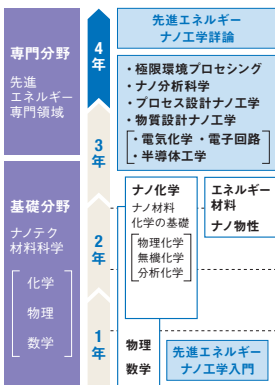 専門分野
先進
エネルギー
専門領域
基礎分野
ナノテク
材料科学
化学
物理
数学
4年
3年
2年
1年
先進エネルギー
ナノ工学詳論
・極限環境プロセシング
・ナノ分析科学
・プロセス設計ナノ工学
・物質設計ナノ工学
・電気化学 ・電子回路
・半導体工学
ナノ化学
ナノ材料
化学の基礎
物理化学
無機化学
分析化学
エネルギー
材料
ナノ物性
物理
数学
先進エネルギー
ナノ工学入門